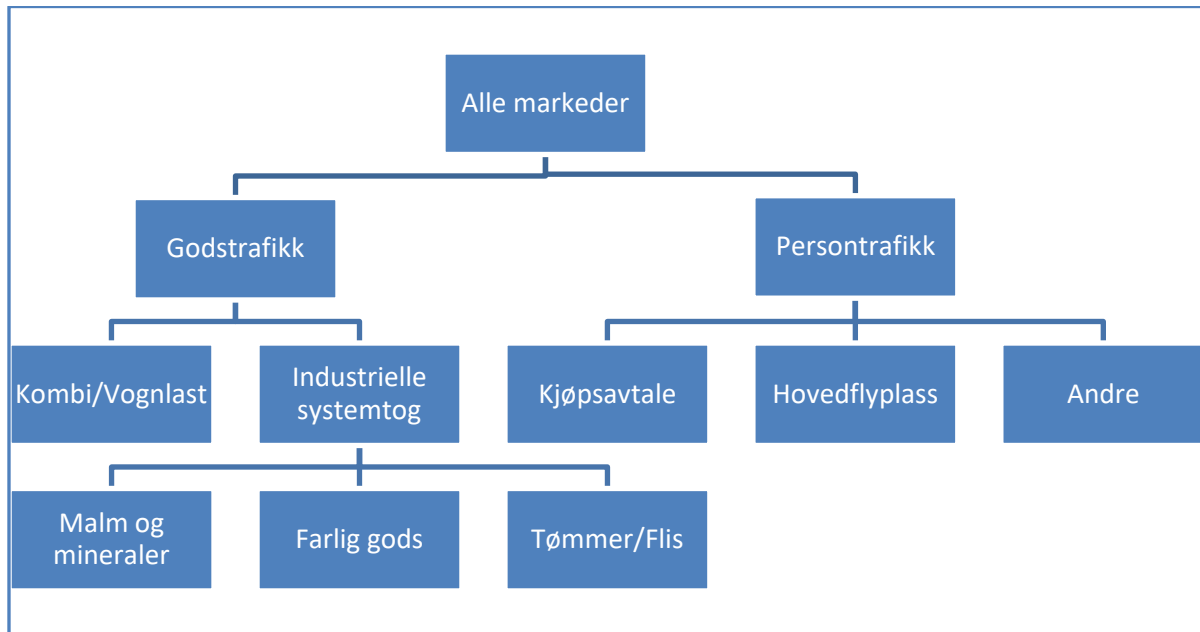 Alle markeder
Godstrafikk
Persontrafikk
Kombi/Vognlast
Industrielle
systemtog
Kjøpsavtale
Hovedflyplass
Andre
Malm og
mineraler
Farlig gods
Tømmer/Flis